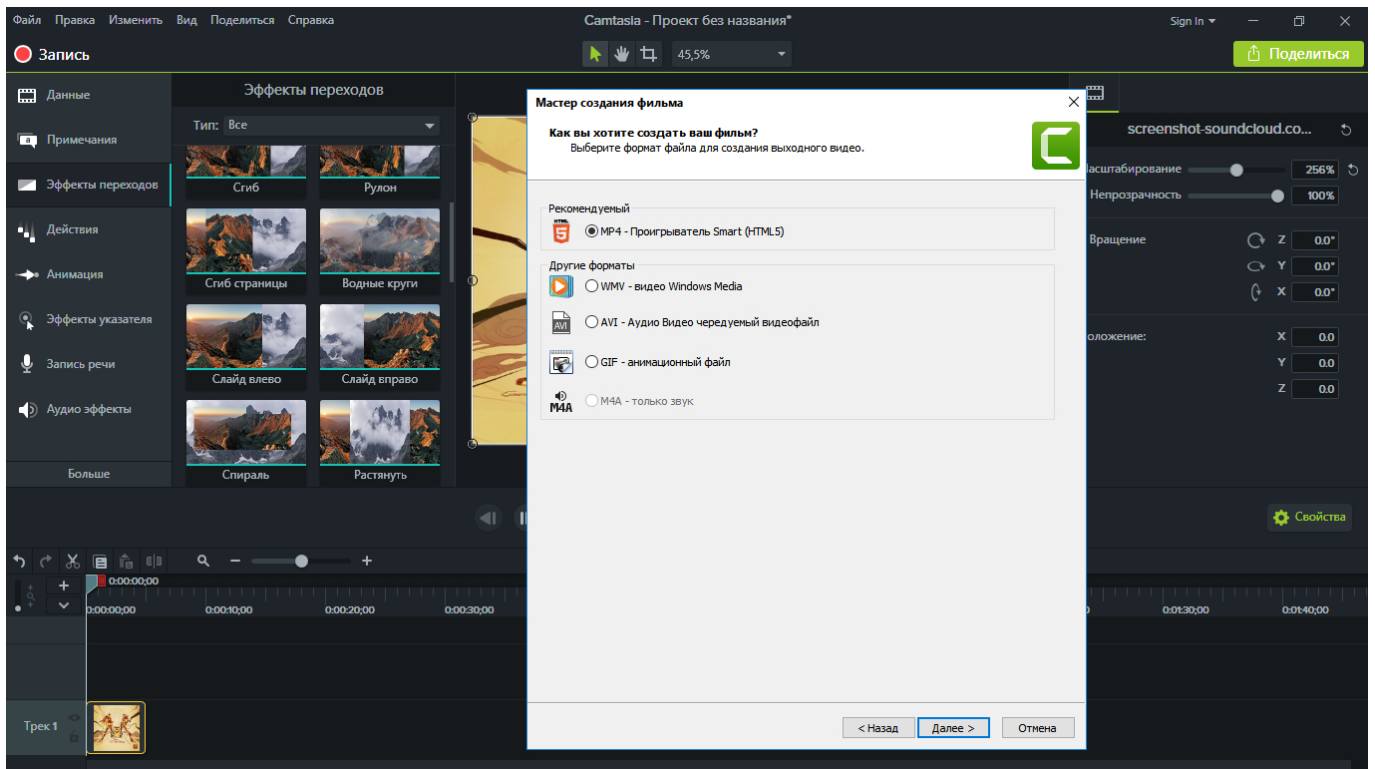 Файл Правка Изменить Вид Поделиться Справка
Camtasia - Проект без названия*
Sign In
Запись
45,5%
Поделиться
Данные
Примечания
Эффекты переходов
Действия
Анимация
Эффекты указателя
Запись речи
Аудио эффекты
Больше
Эффекты переходов
Тип: Все
Сгиб Рулон
Сгиб страницы Водные круги
Слайд влево Слайд вправо
Спираль Растянуть
Мастер создания фильма
Как вы хотите создать ваш фильм?
Выберите формат файла для создания выходного видео.
Рекомендуемый
MP4 - Проигрыватель Smart (HTML5)
Другие форматы
WMV - видео Windows Media
AVI
AVI - Аудио Видео чередуемый видеофайл
GIF - анимационный файл
M4A
M4A - только звук
< Назад Далее > Отмена
screenshot-soundcloud.co...
асштабирование 256%
Непрозрачность 100%
Вращение Z 0.0°
Y 0.0°
X 0.0°
оложение: X 0.0
Y 0.0
Z 0.0
Свойства
0:00:00;00
0:00:00;00 0:00:10;00 0:00:20;00 0:00:30;00 0:01:30;00 0:01:40;00
Трек 1